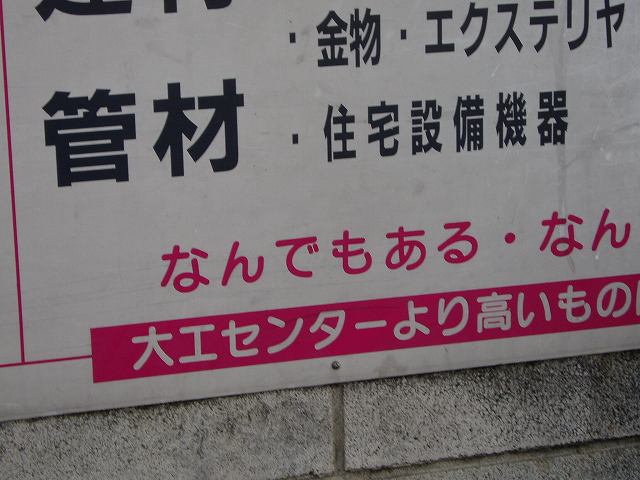 ・金物・エクステリヤ
管材・住宅設備機器
なんでもある・なん
大工センターより高いもの